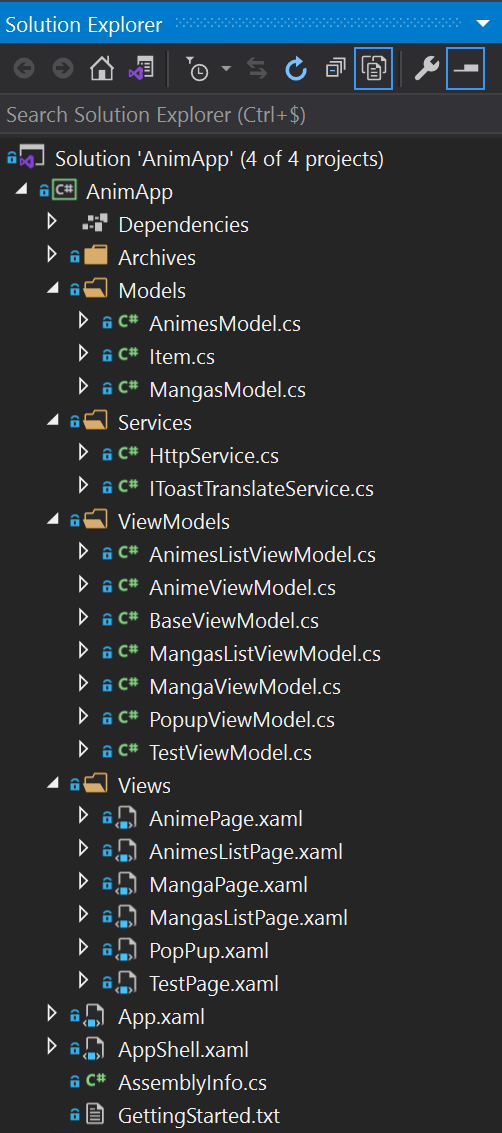 Solution Explorer
Search Solution Explorer (Ctrl+$)
Solution 'AnimApp' (4 of 4 projects)
C# AnimApp
Dependencies
Archives
Models
C# AnimesModel.cs
C# Item.cs
C# MangasModel.cs
Services
C# HttpService.cs
C# IToastTranslateService.cs
ViewModels
C# AnimesListViewModel.cs
C# AnimeViewModel.cs
C# BaseViewModel.cs
C# MangasListViewModel.cs
C# MangaViewModel.cs
C# PopupViewModel.cs
C# TestViewModel.cs
Views
AnimePage.xaml
AnimesListPage.xaml
MangaPage.xaml
MangasListPage.xaml
PopPup.xaml
TestPage.xaml
App.xaml
AppShell.xaml
C# AssemblyInfo.cs
GettingStarted.txt